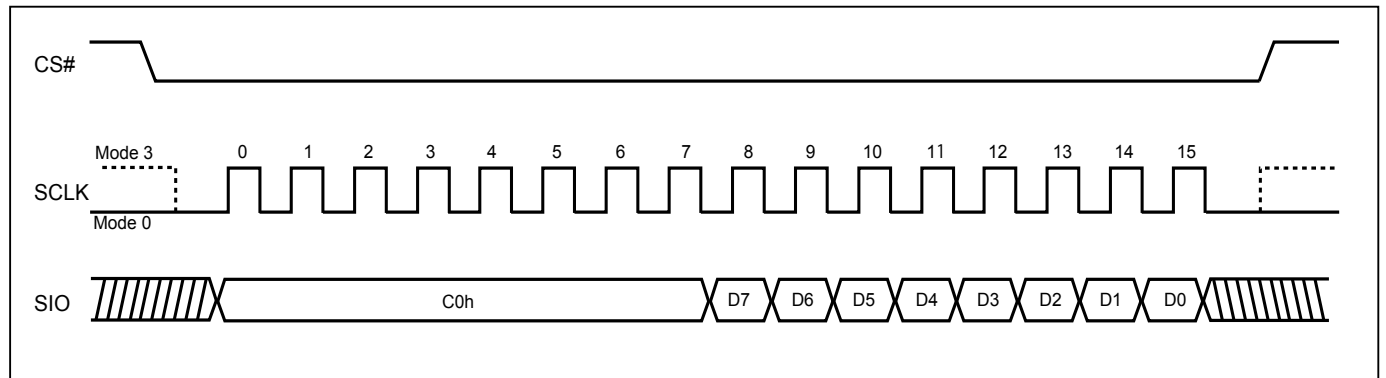 CS#
Mode 3 0 1 2 3 4 5 6 7 8 9 10 11 12 13 14 15
SCLK
Mode 0
SIO C0h D7 D6 D5 D4 D3 D2 D1 D0